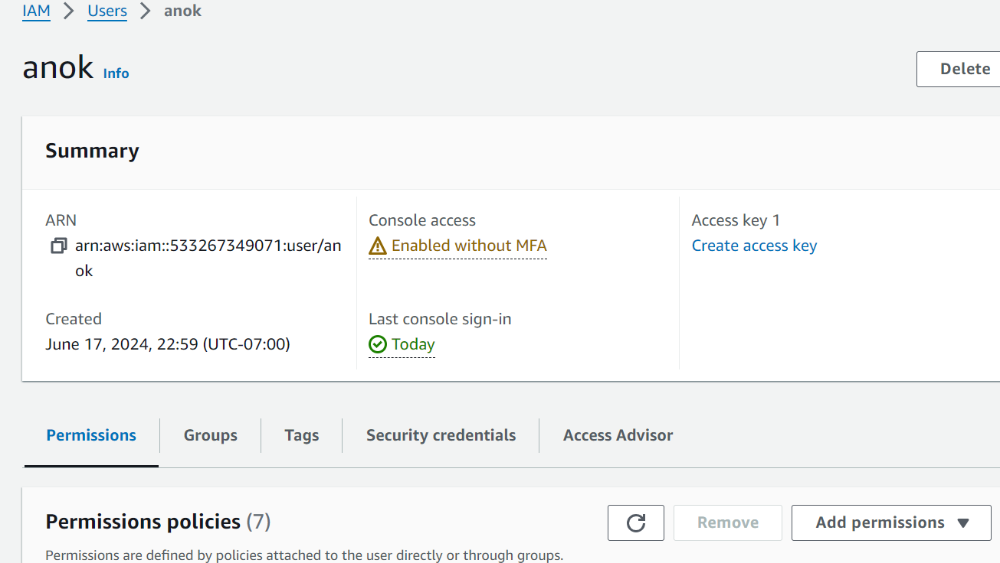 IAM > Users > anok
anok Info
Delete
Summary
ARN
arn:aws:iam::533267349071:user/an
ok
Console access
Enabled without MFA
Access key 1
Create access key
Created
June 17, 2024, 22:59 (UTC-07:00)
Last console sign-in
Today
Permissions Groups Tags Security credentials Access Advisor
Permissions policies (7)
Remove Add permissions
Permissions are defined by policies attached to the user directly or through groups.